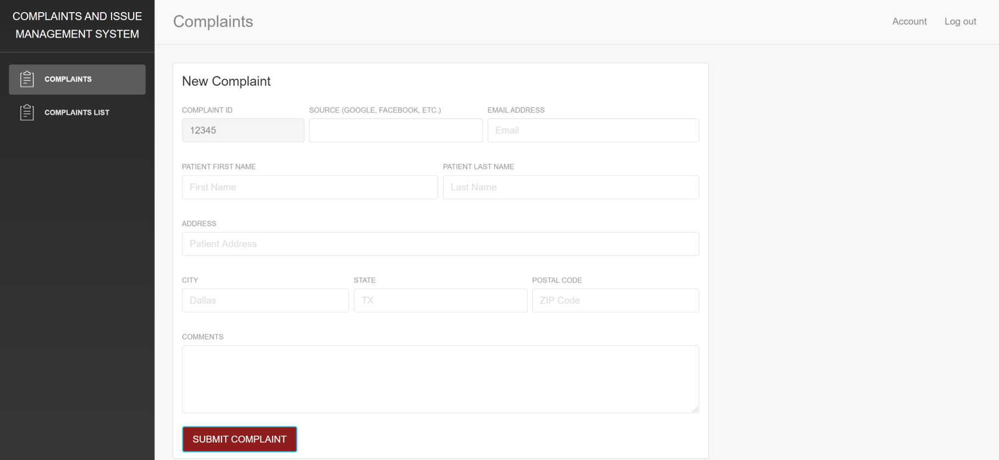 COMPLAINTS AND ISSUE
MANAGEMENT SYSTEM
COMPLAINTS
COMPLAINTS LIST
Complaints
Account
Log out
New Complaint
COMPLAINT ID
SOURCE (GOOGLE, FACEBOOK, ETC.)
EMAIL ADDRESS
12345
Email
PATIENT FIRST NAME
PATIENT LAST NAME
First Name
Last Name
ADDRESS
Patient Address
CITY
STATE
POSTAL CODE
Dallas
TX
ZIP Code
COMMENTS
SUBMIT COMPLAINT